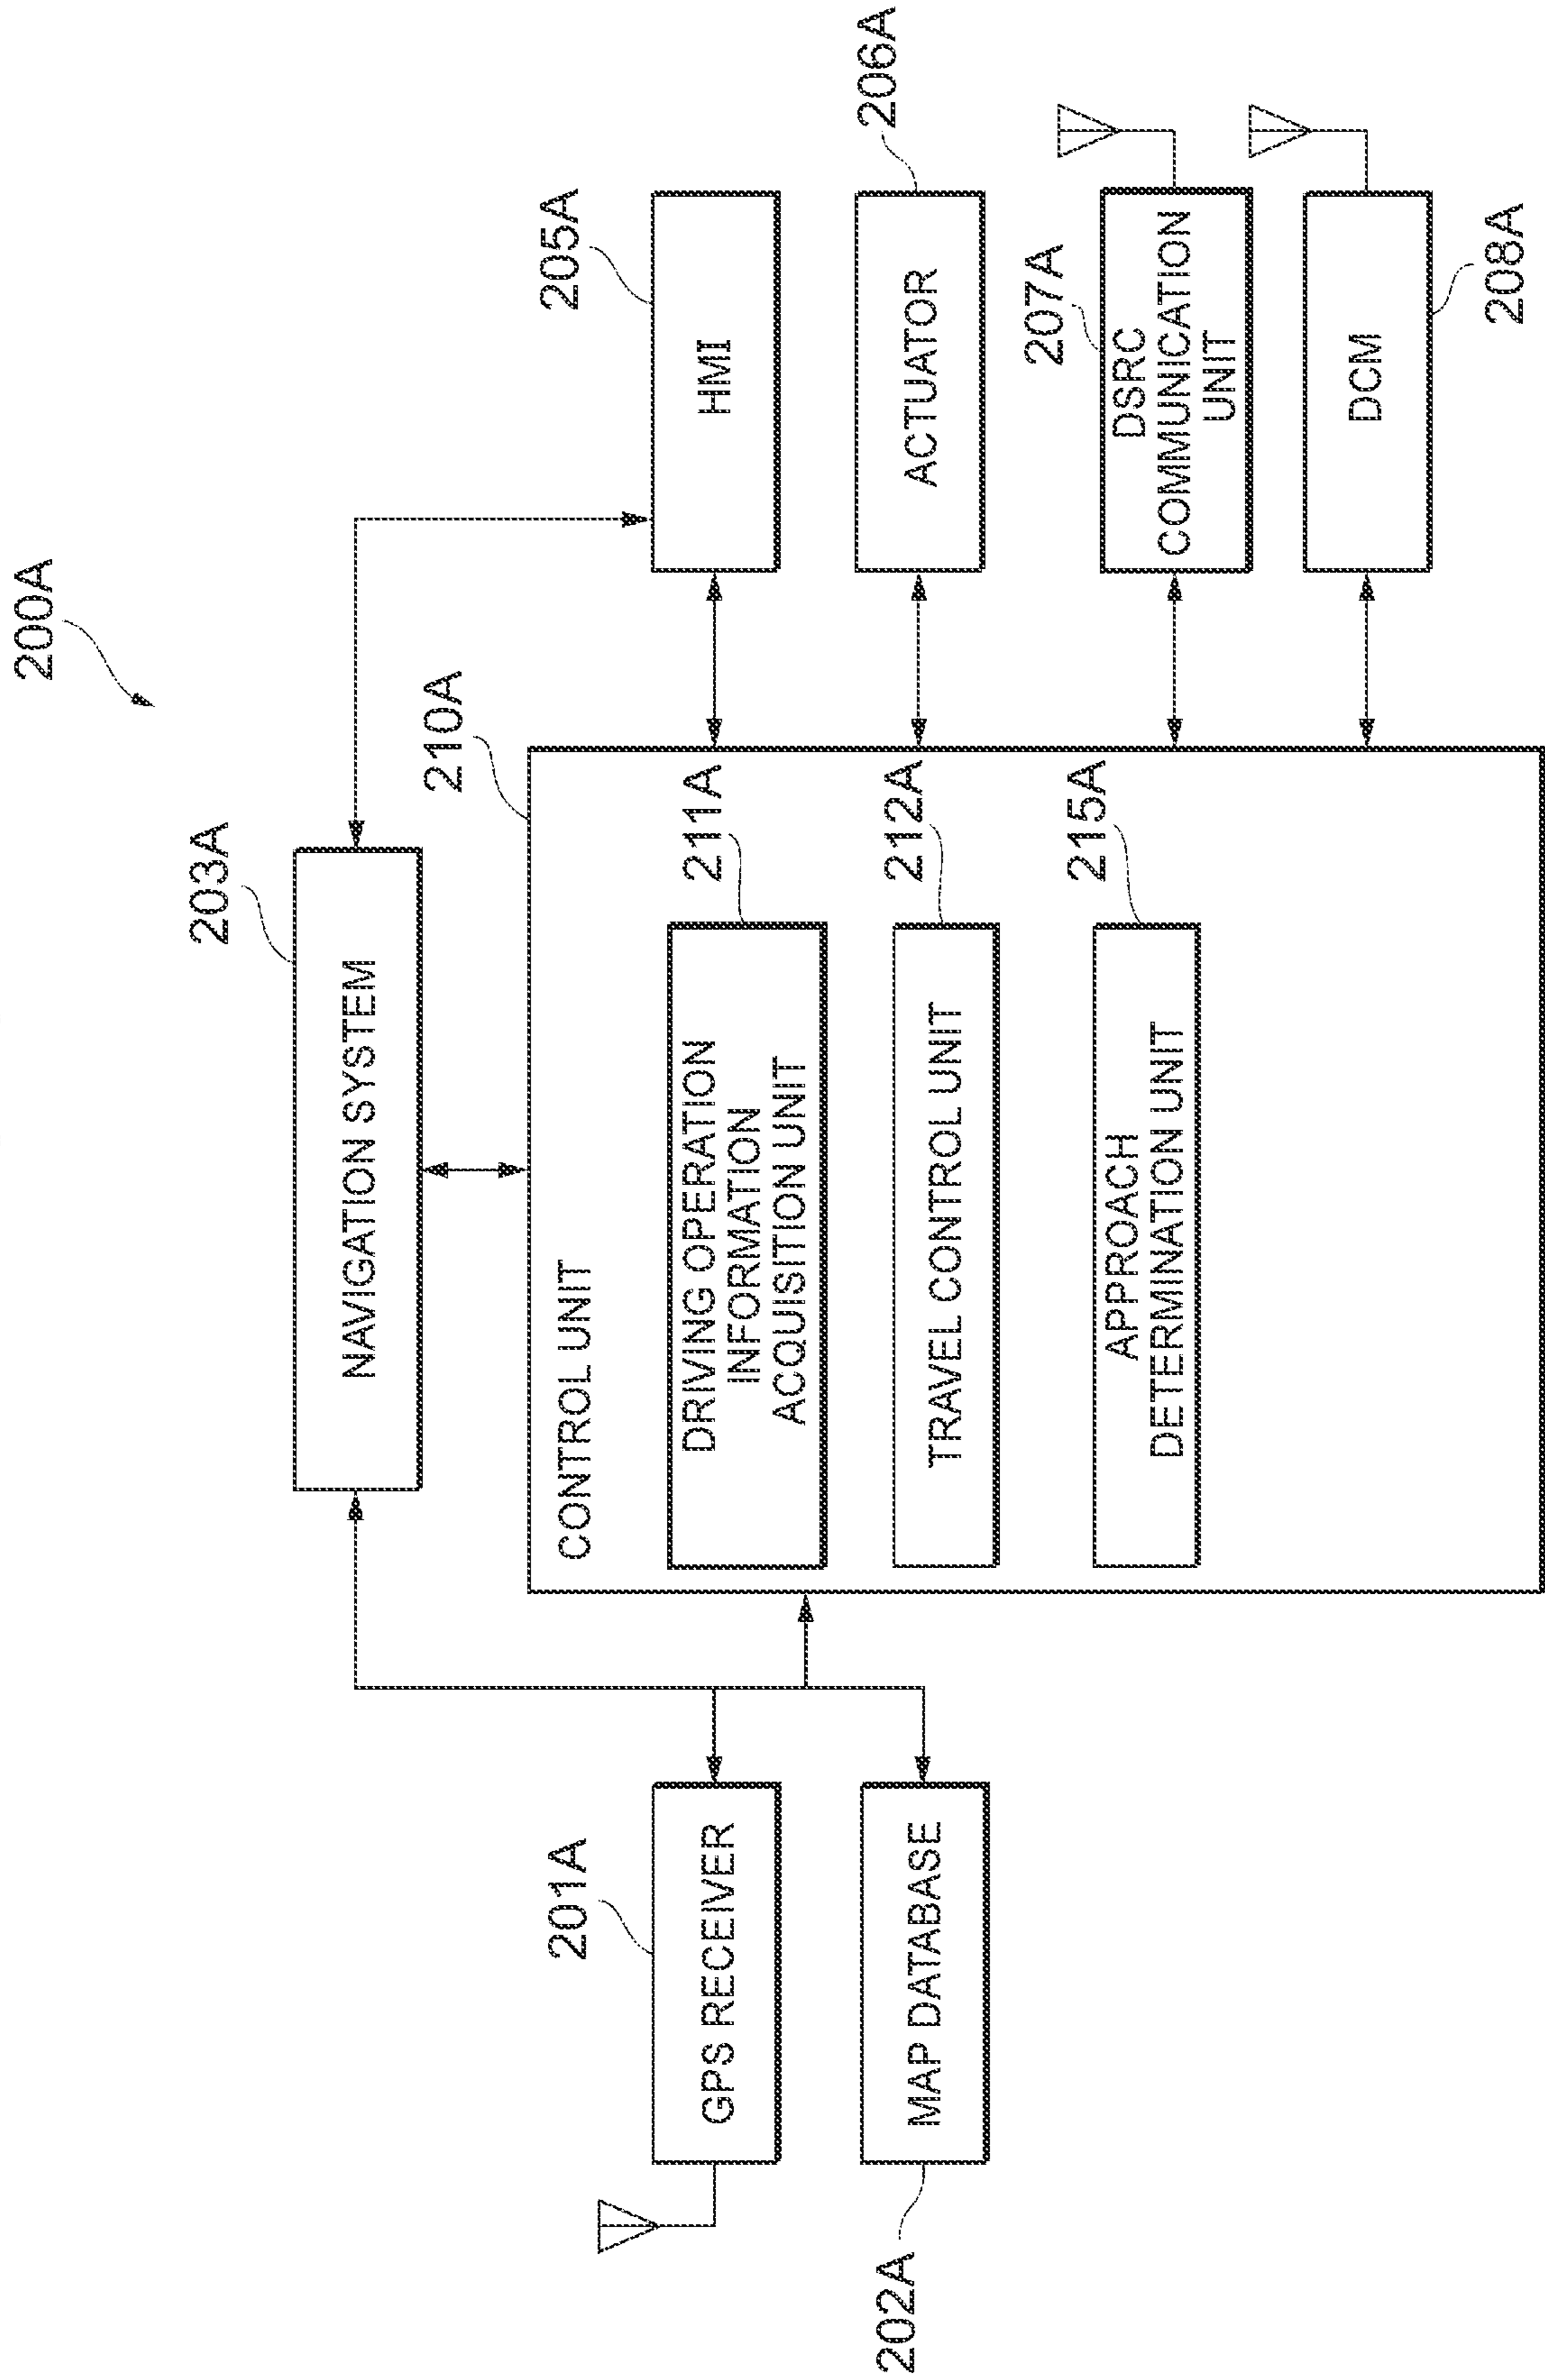 200A
203A
NAVIGATION SYSTEM
210A
CONTROL UNIT
201A
GPS RECEIVER
202A
MAP DATABASE
211A
DRIVING OPERATION
INFORMATION
ACQUISITION UNIT
212A
TRAVEL CONTROL UNIT
215A
APPROACH
DETERMINATION UNIT
205A
HMI
206A
ACTUATOR
207A
DSRC
COMMUNICATION
UNIT
208A
DCM